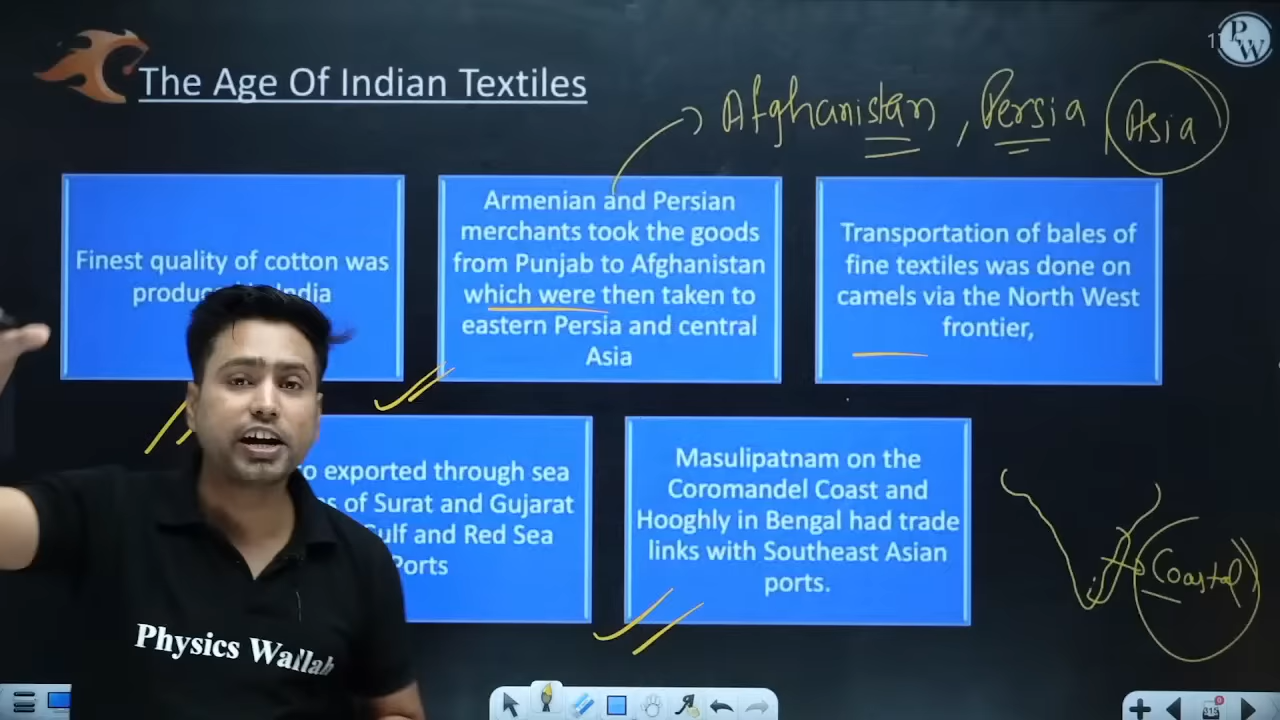 The Age Of Indian Textiles
Afghanistan, Persia Asia
PW
Finest quality of cotton was
India
Armenian and Persian
merchants took the goods
from Punjab to Afghanistan
which were then taken to
eastern Persia and central
Asia
Transportation of bales of
fine textiles was done on
camels via the North West
frontier,
exported through sea
of Surat and Gujarat
and Red Sea
Ports
Masulipatnam on the
Coromandel Coast and
Hooghly in Bengal had trade
links with Southeast Asian
ports.
Coastal
Physics Wallah
315